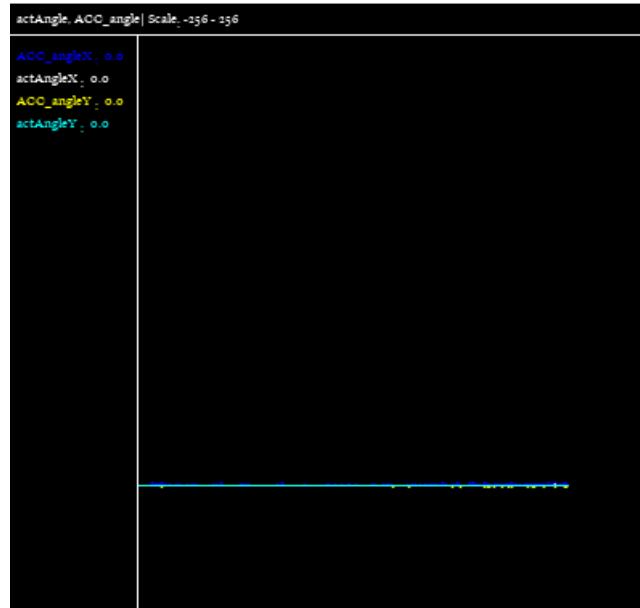 actAngle, ACC_angle| Scale: -256 - 256
ACC_angleX : 0.0
actAngleX : 0.0
ACC_angleY : 0.0
actAngleY : 0.0